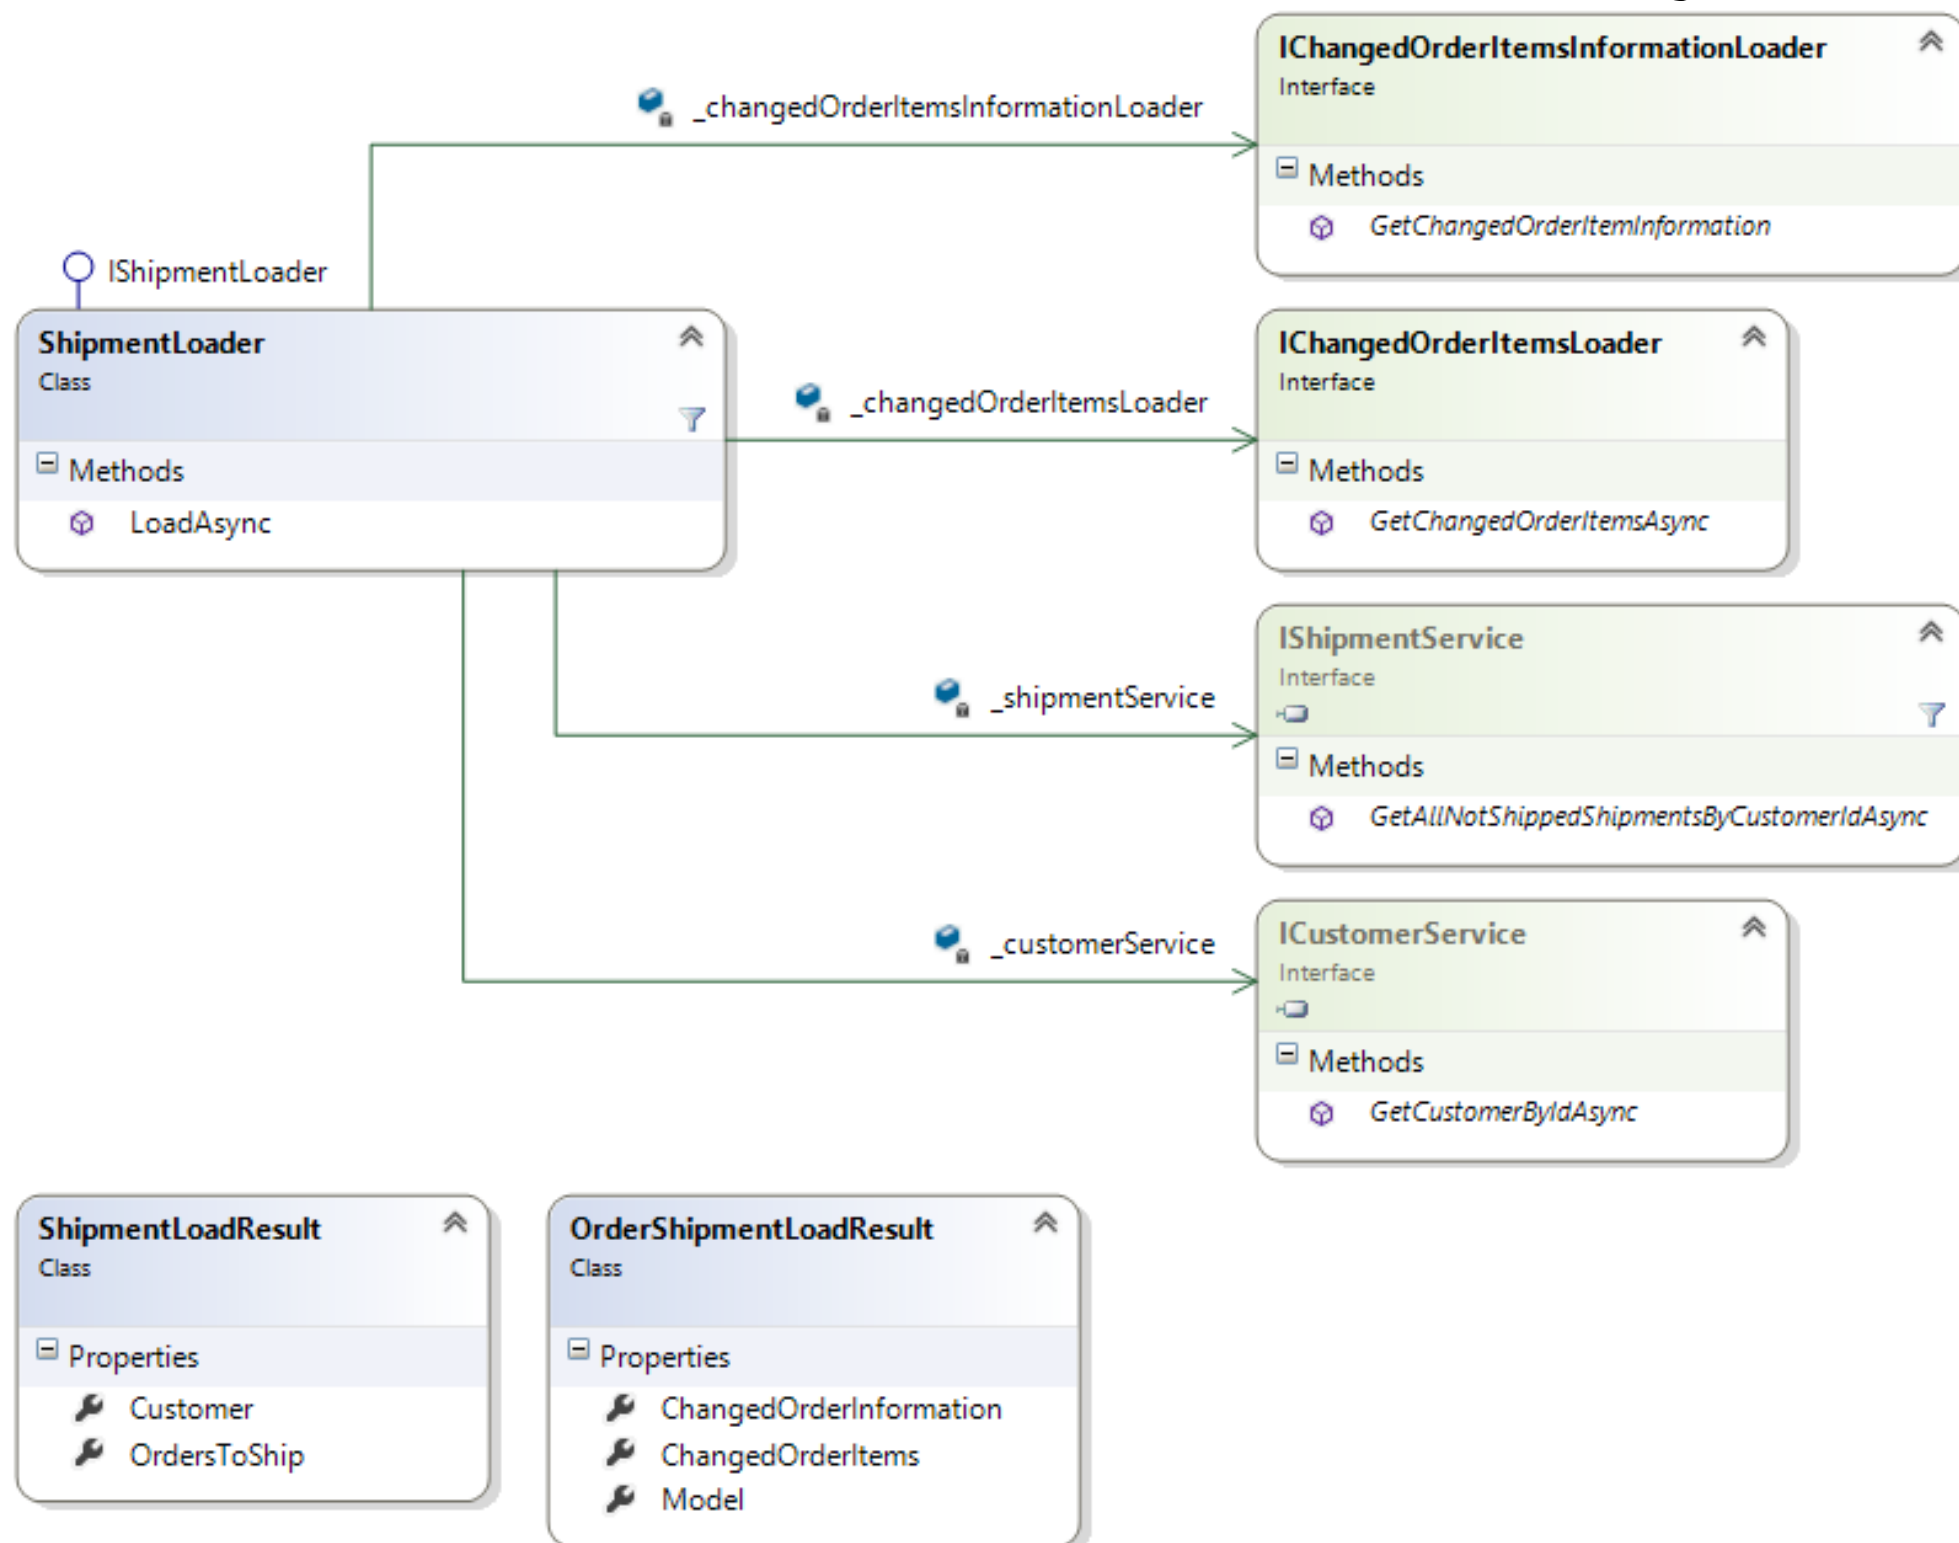 IChangedOrderItemsInformationLoader
Interface
_changedOrderItemsInformationLoader
Methods
GetChangedOrderItemInformation
IShipmentLoader
ShipmentLoader
Class
Methods
LoadAsync
_changedOrderItemsLoader
IChangedOrderItemsLoader
Interface
Methods
GetChangedOrderItemsAsync
_shipmentService
IShipmentService
Interface
Methods
GetAllNotShippedShipmentsByCustomerIdAsync
_customerService
ICustomerService
Interface
Methods
GetCustomerByIdAsync
ShipmentLoadResult
Class
Properties
Customer
OrdersToShip
OrderShipmentLoadResult
Class
Properties
ChangedOrderInformation
ChangedOrderItems
Model